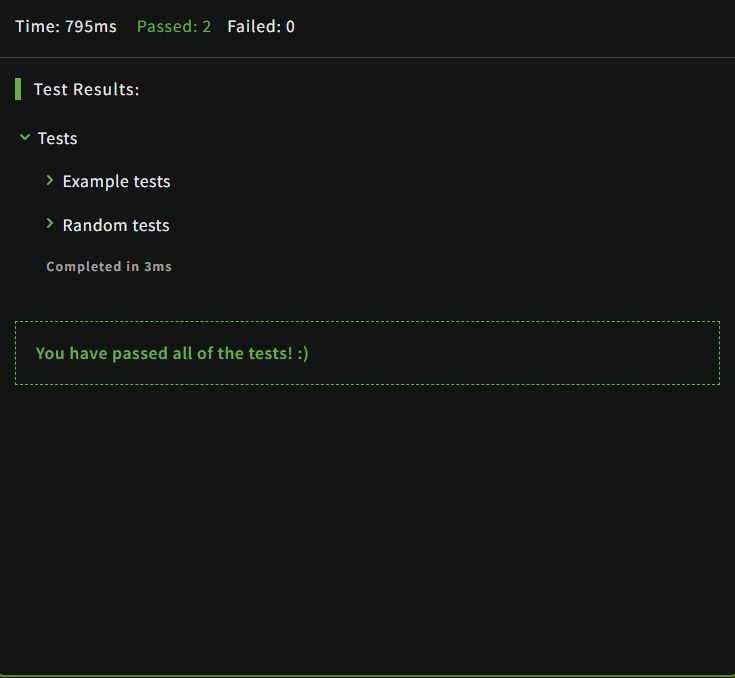 Time: 795ms Passed: 2 Failed: 0
Test Results:
Tests
Example tests
Random tests
Completed in 3ms
You have passed all of the tests! :)